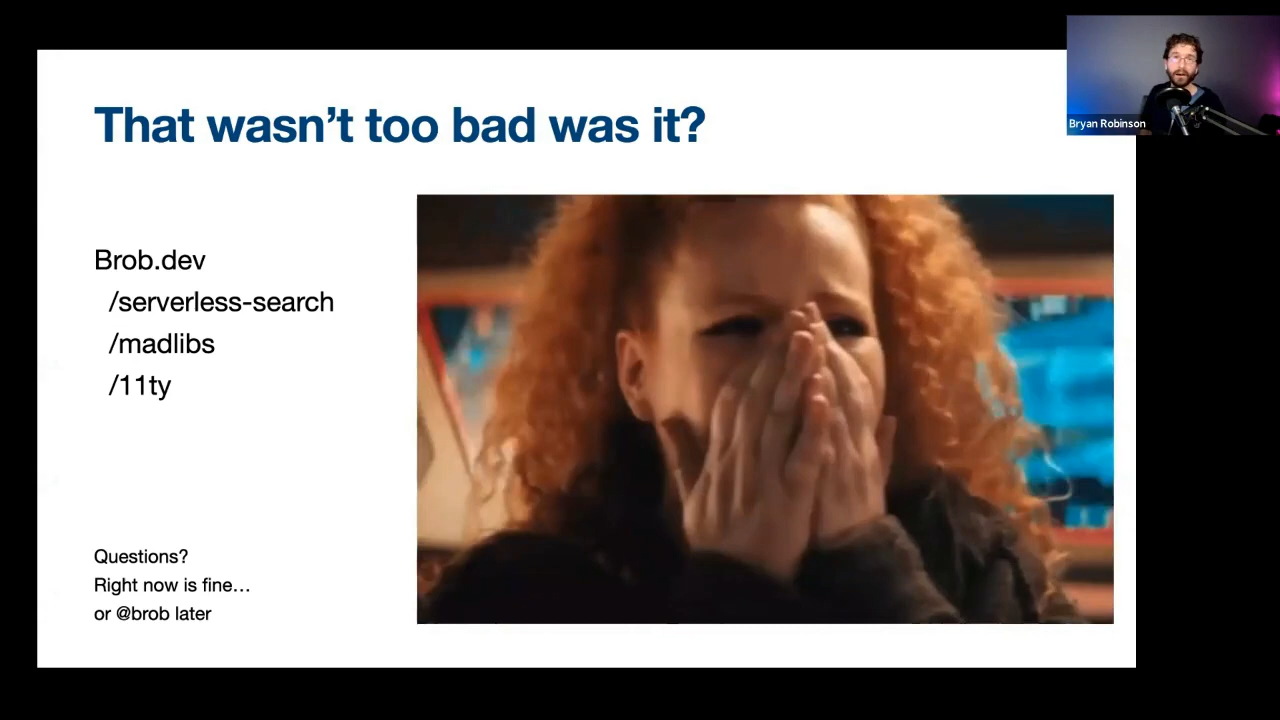 That wasn’t too bad was it?
Bryan Robinson
Brob.dev
/serverless-search
/madlibs
/11ty
Questions?
Right now is fine…
or @brob later